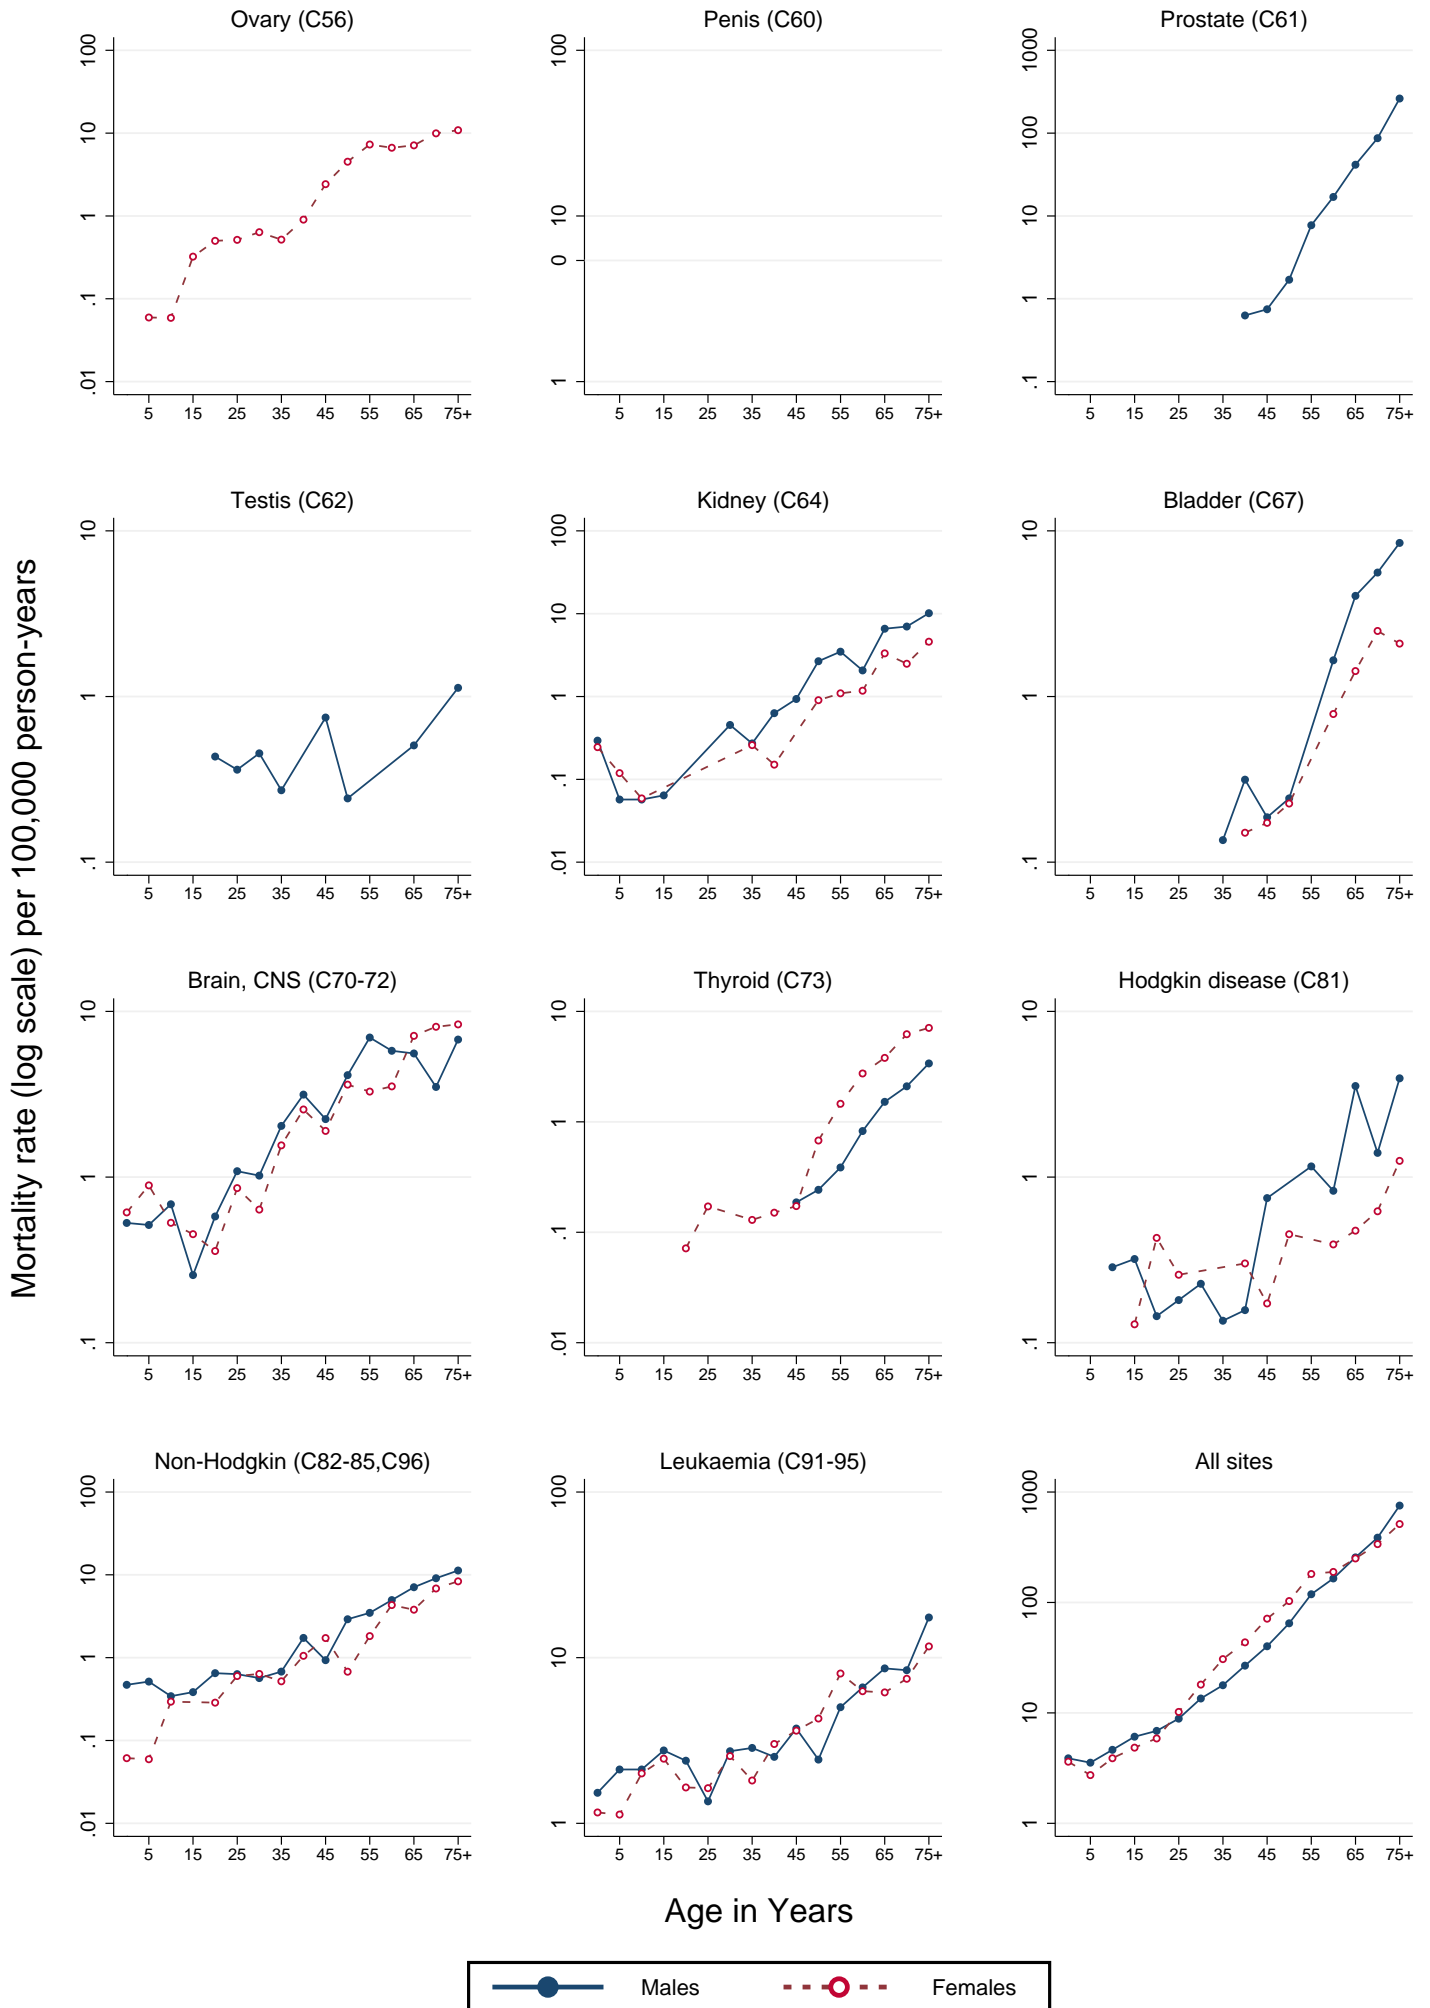 Ovary (C56)
100
10
1
.1
.01
5 15 25 35 45 55 65 75+
Penis (C60)
100
10
0
1
5 15 25 35 45 55 65 75+
Prostate (C61)
1000
100
10
1
.1
5 15 25 35 45 55 65 75+
Mortality rate (log scale) per 100,000 person-years
Testis (C62)
10
1
.1
5 15 25 35 45 55 65 75+
Kidney (C64)
100
10
1
.1
.01
5 15 25 35 45 55 65 75+
Bladder (C67)
10
1
.1
5 15 25 35 45 55 65 75+
Brain, CNS (C70-72)
10
1
.1
5 15 25 35 45 55 65 75+
Thyroid (C73)
10
1
.1
.01
5 15 25 35 45 55 65 75+
Hodgkin disease (C81)
10
1
.1
5 15 25 35 45 55 65 75+
Non-Hodgkin (C82-85,C96)
100
10
1
.1
.01
5 15 25 35 45 55 65 75+
Leukaemia (C91-95)
100
10
1
5 15 25 35 45 55 65 75+
All sites
1000
100
10
1
5 15 25 35 45 55 65 75+
Age in Years
Males Females